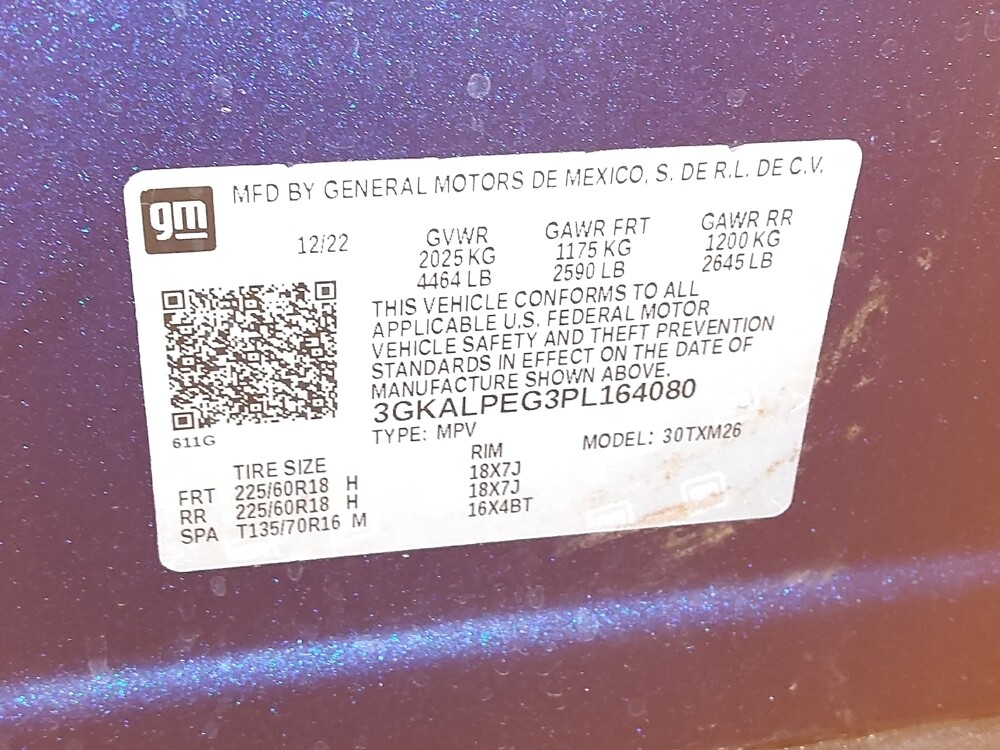 gm
MFD BY GENERAL MOTORS DE MEXICO, S. DE R.L. DE C.V.
12/22 GVWR GAWR FRT GAWR RR
2025 KG 1175 KG 1200 KG
4464 LB 2590 LB 2645 LB
THIS VEHICLE CONFORMS TO ALL
APPLICABLE U.S. FEDERAL MOTOR
VEHICLE SAFETY AND THEFT PREVENTION
STANDARDS IN EFFECT ON THE DATE OF
MANUFACTURE SHOWN ABOVE.
3GKALPEG3PL164080
611G
TYPE: MPV MODEL: 30TXM26
TIRE SIZE RIM
FRT 225/60R18 H 18X7J
RR 225/60R18 H 18X7J
SPA T135/70R16 M 16X4BT